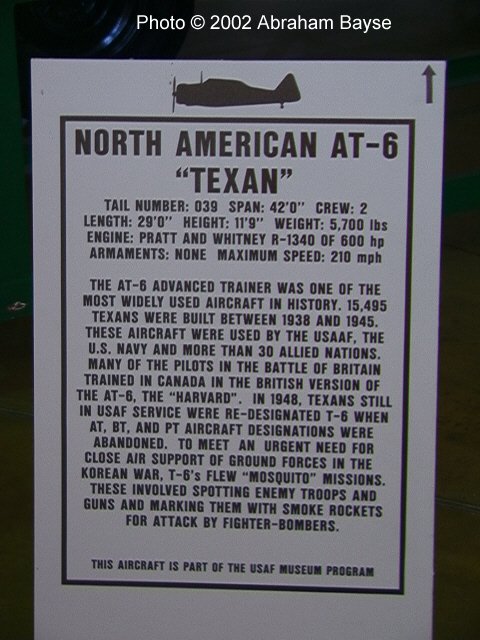 Photo © 2002 Abraham Bayse
NORTH AMERICAN AT-6
"TEXAN"
TAIL NUMBER: 039 SPAN: 42'0" CREW: 2
LENGTH: 29'0" HEIGHT: 11'9" WEIGHT: 5,700 lbs
ENGINE: PRATT AND WHITNEY R-1340 OF 600 hp
ARMAMENTS: NONE MAXIMUM SPEED: 210 mph
THE AT-6 ADVANCED TRAINER WAS ONE OF THE
MOST WIDELY USED AIRCRAFT IN HISTORY. 15,495
TEXANS WERE BUILT BETWEEN 1938 AND 1945.
THESE AIRCRAFT WERE USED BY THE USAAF, THE
U.S. NAVY AND MORE THAN 30 ALLIED NATIONS.
MANY OF THE PILOTS IN THE BATTLE OF BRITAIN
TRAINED IN CANADA IN THE BRITISH VERSION OF
THE AT-6, THE "HARVARD". IN 1948, TEXANS STILL
IN USAF SERVICE WERE RE-DESIGNATED T-6 WHEN
AT, BT, AND PT AIRCRAFT DESIGNATIONS WERE
ABANDONED. TO MEET AN URGENT NEED FOR
CLOSE AIR SUPPORT OF GROUND FORCES IN THE
KOREAN WAR, T-6's FLEW "MOSQUITO" MISSIONS.
THESE INVOLVED SPOTTING ENEMY TROOPS AND
GUNS AND MARKING THEM WITH SMOKE ROCKETS
FOR ATTACK BY FIGHTER-BOMBERS.
THIS AIRCRAFT IS PART OF THE USAF MUSEUM PROGRAM